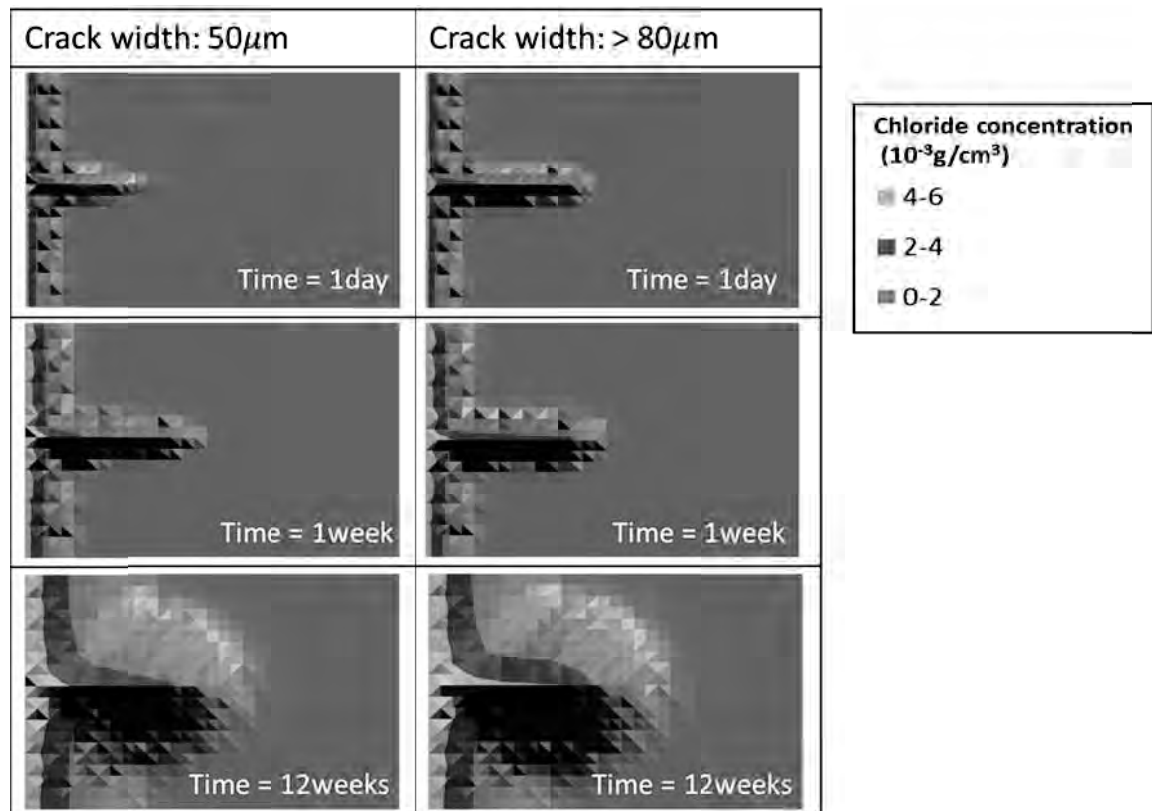 Crack width: 50μm
Crack width: > 80μm
Time = 1day
Time = 1day
Time = 1week
Time = 1week
Time = 12weeks
Time = 12weeks
Chloride concentration
(10⁻³g/cm³)
4-6
2-4
0-2